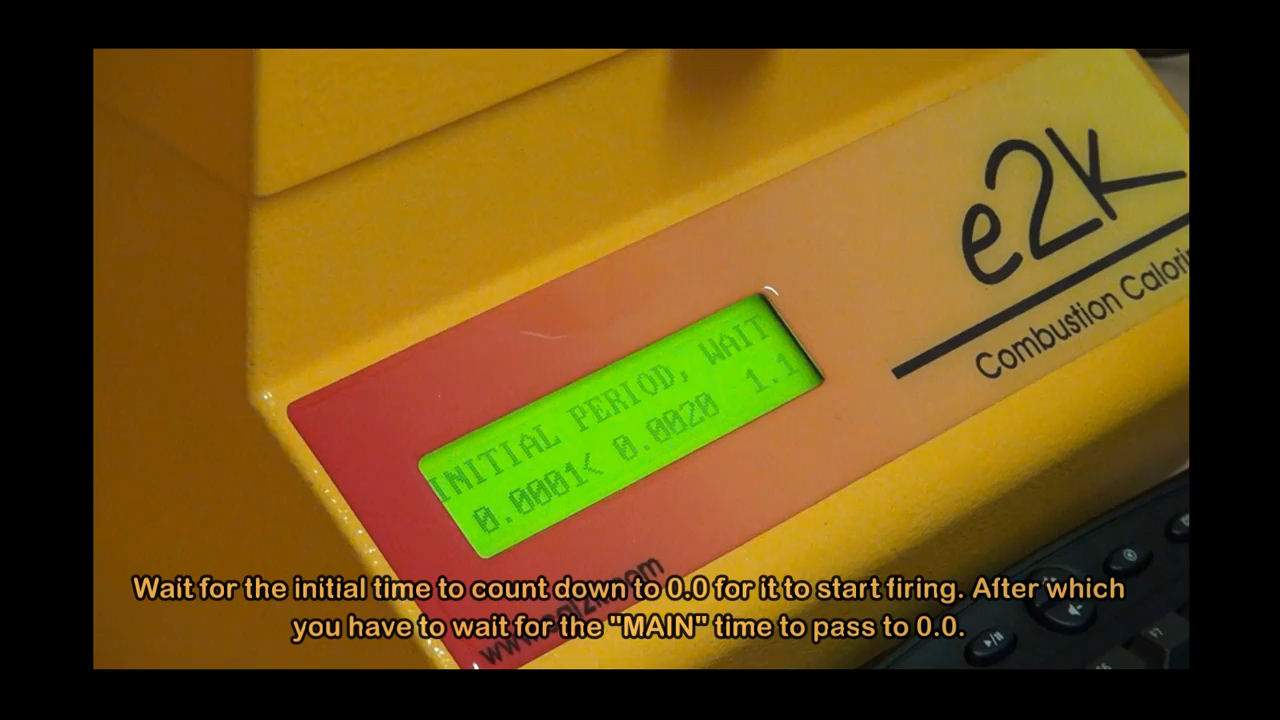 e2k
Combustion Calori
INITIAL PERIOD, WAIT
0.0001< 0.0020 1.1
Wait for the initial time to count down to 0.0 for it to start firing. After which
you have to wait for the "MAIN" time to pass to 0.0.